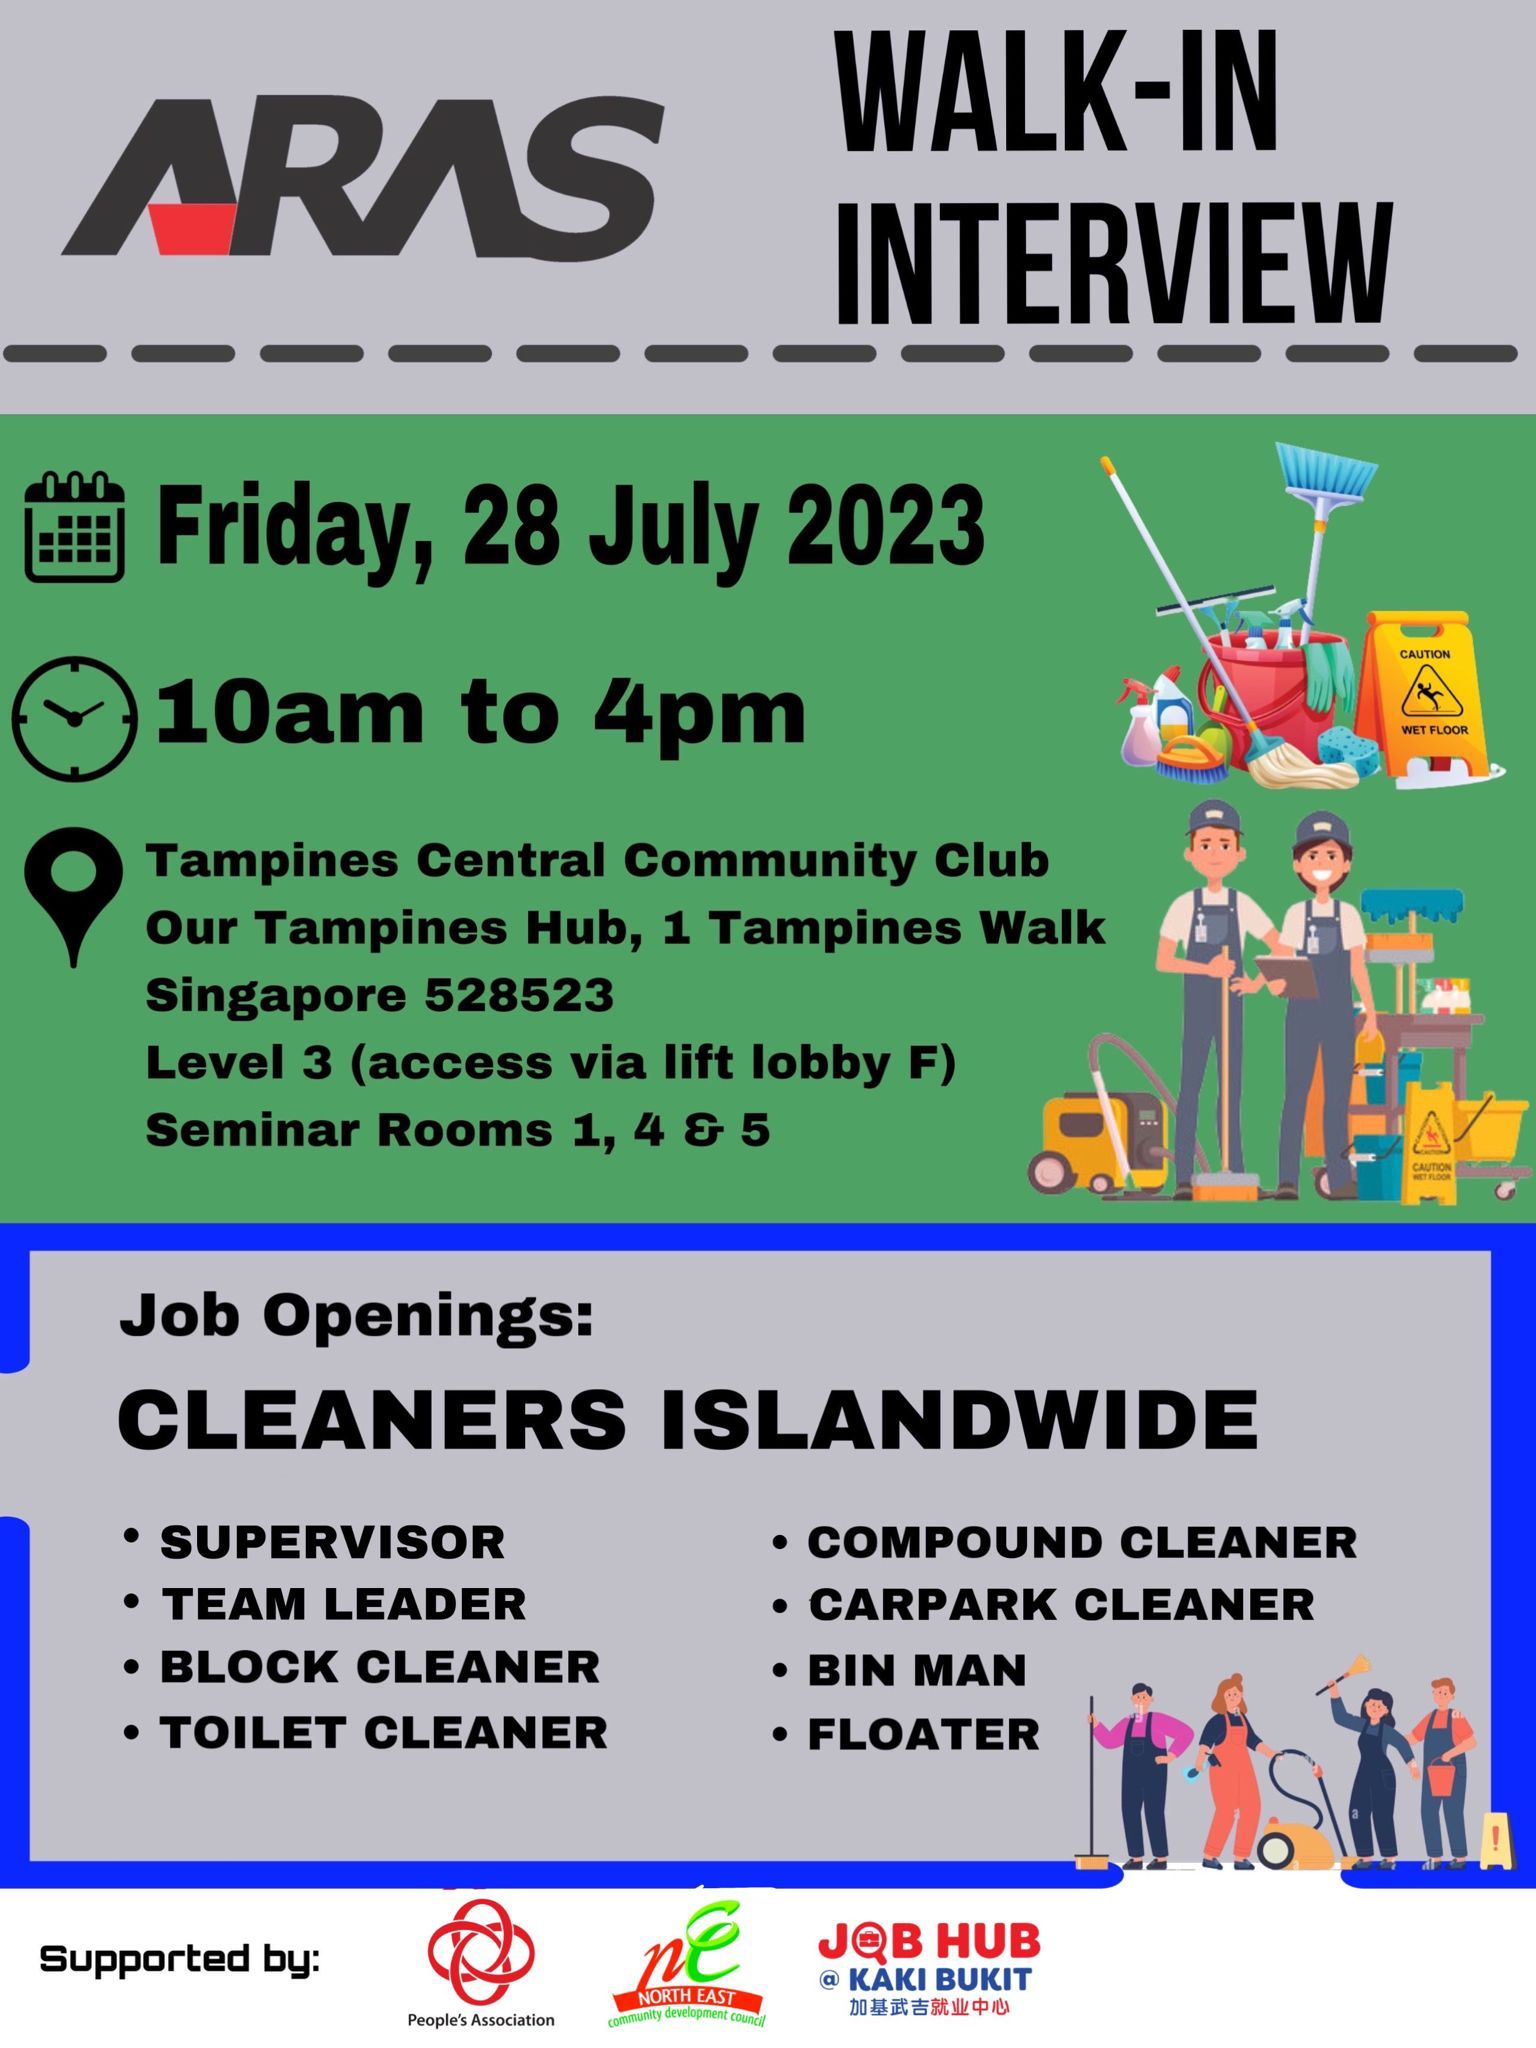 ARAS
WALK-IN
INTERVIEW
Friday, 28 July 2023
10am to 4pm
Tampines Central Community Club
Our Tampines Hub, 1 Tampines Walk
Singapore 528523
Level 3 (access via lift lobby F)
Seminar Rooms 1, 4 & 5
CAUTION
WET FLOOR
CAUTION
WET FLOOR
Job Openings:
CLEANERS ISLANDWIDE
• SUPERVISOR
• TEAM LEADER
• BLOCK CLEANER
• TOILET CLEANER
• COMPOUND CLEANER
• CARPARK CLEANER
• BIN MAN
• FLOATER
Supported by:
People's Association
NE
NORTH EAST
community development council
JOB HUB
@ KAKI BUKIT
加基武吉就业中心